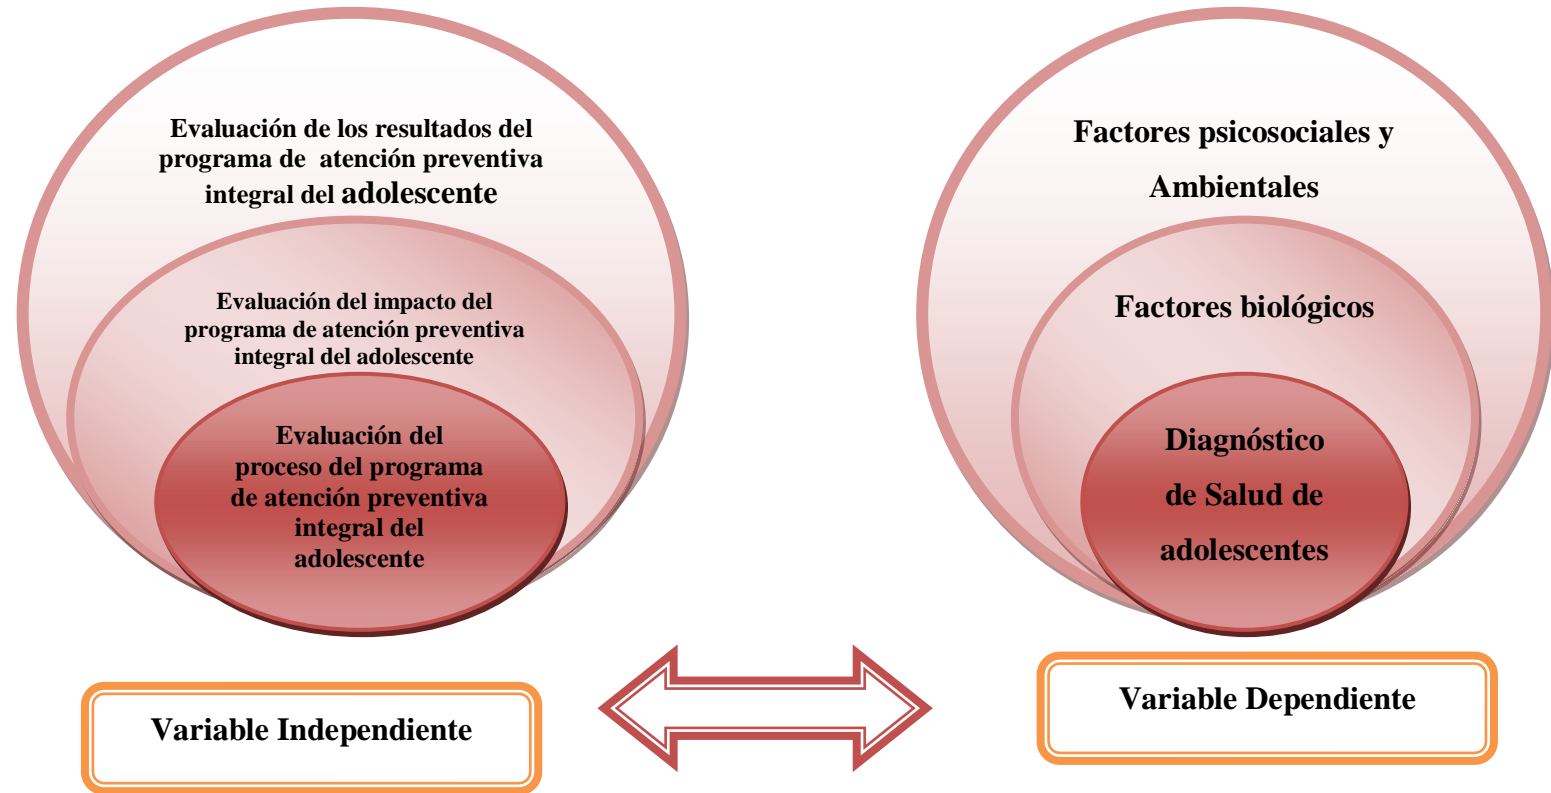 Evaluación de los resultados del
programa de atención preventiva
integral del adolescente
Evaluación del impacto del
programa de atención preventiva
integral del adolescente
Evaluación del
proceso del programa
de atención preventiva
integral del
adolescente
Variable Independiente
Factores psicosociales y
Ambientales
Factores biológicos
Diagnóstico
de Salud de
adolescentes
Variable Dependiente